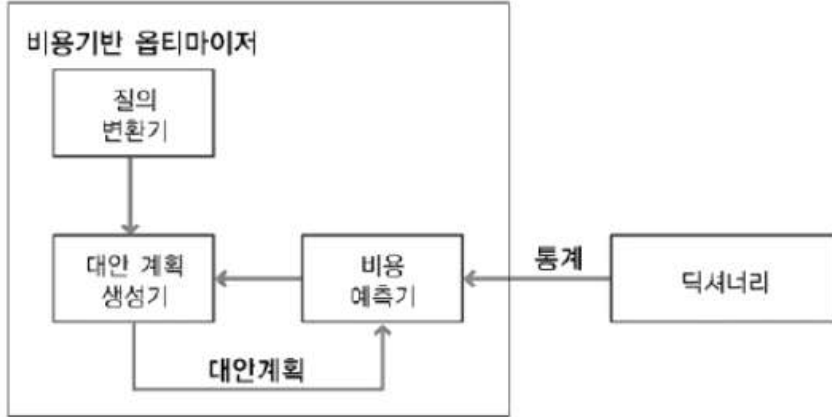 비용기반 옵티마이저
질의
변환기
대안 계획
생성기
비용
예측기
통계
딕셔너리
대안계획